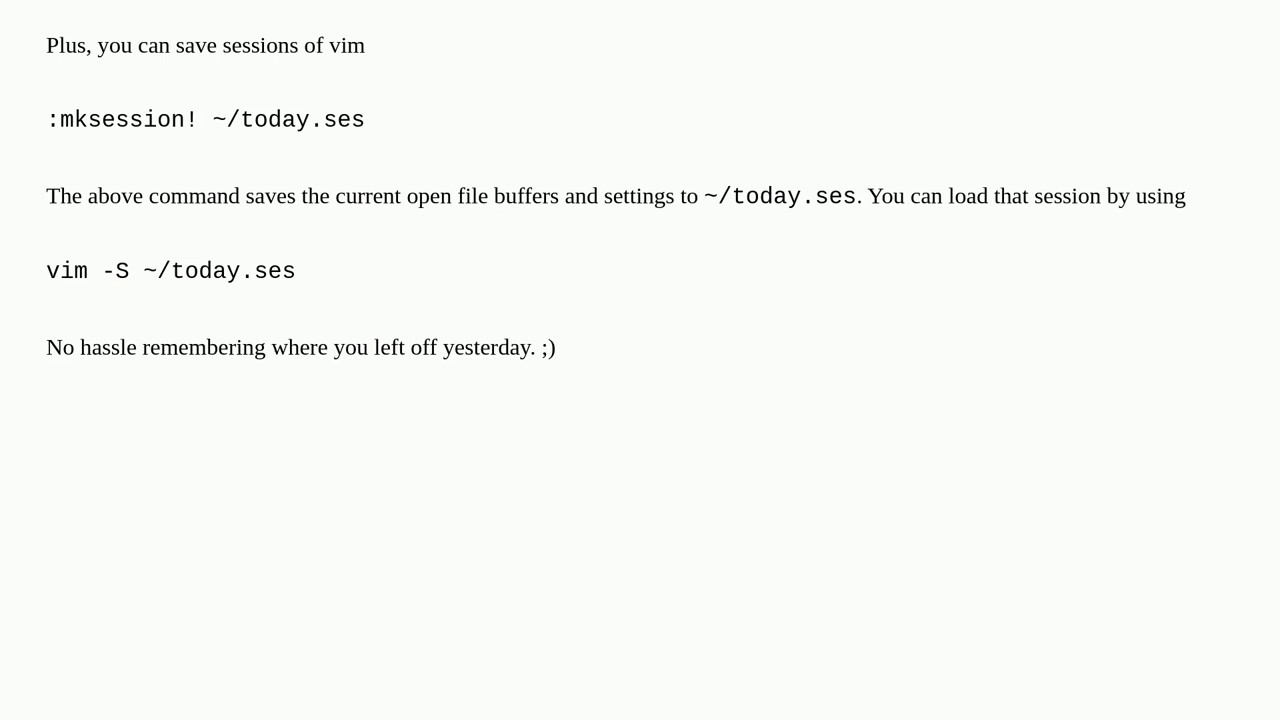 Plus, you can save sessions of vim
:mksession! ~/today.ses
The above command saves the current open file buffers and settings to ~/today.ses. You can load that session by using
vim -S ~/today.ses
No hassle remembering where you left off yesterday. ;)